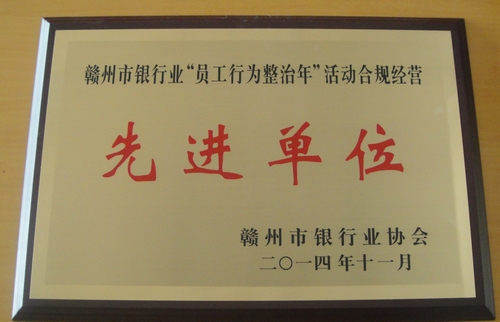 赣州市银行业“员工行为整治年”活动合规经营
先进单位
赣州市银行业协会
二〇一四年十一月